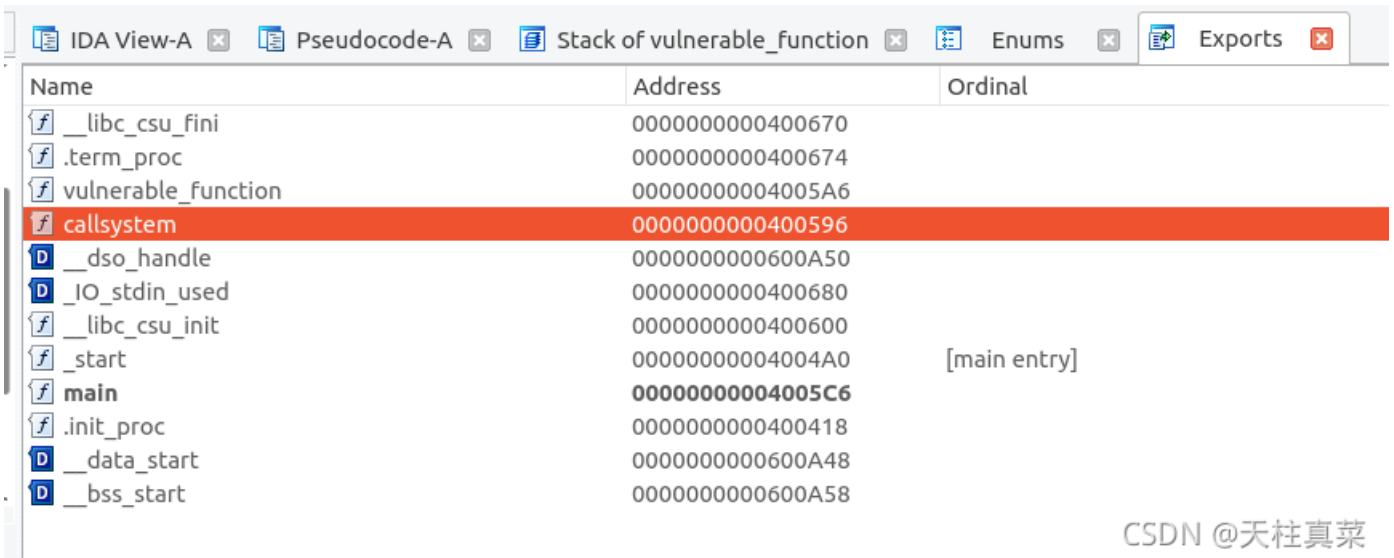 IDA View-A Pseudocode-A Stack of vulnerable_function Enums Exports
Name Address Ordinal
f __libc_csu_fini 0000000000400670
f .term_proc 0000000000400674
f vulnerable_function 00000000004005A6
f callsystem 0000000000400596
D __dso_handle 0000000000600A50
D _IO_stdin_used 0000000000400680
f __libc_csu_init 0000000000400600
f _start 00000000004004A0 [main entry]
f main 00000000004005C6
f .init_proc 0000000000400418
D __data_start 0000000000600A48
D __bss_start 0000000000600A58
CSDN @天柱真菜